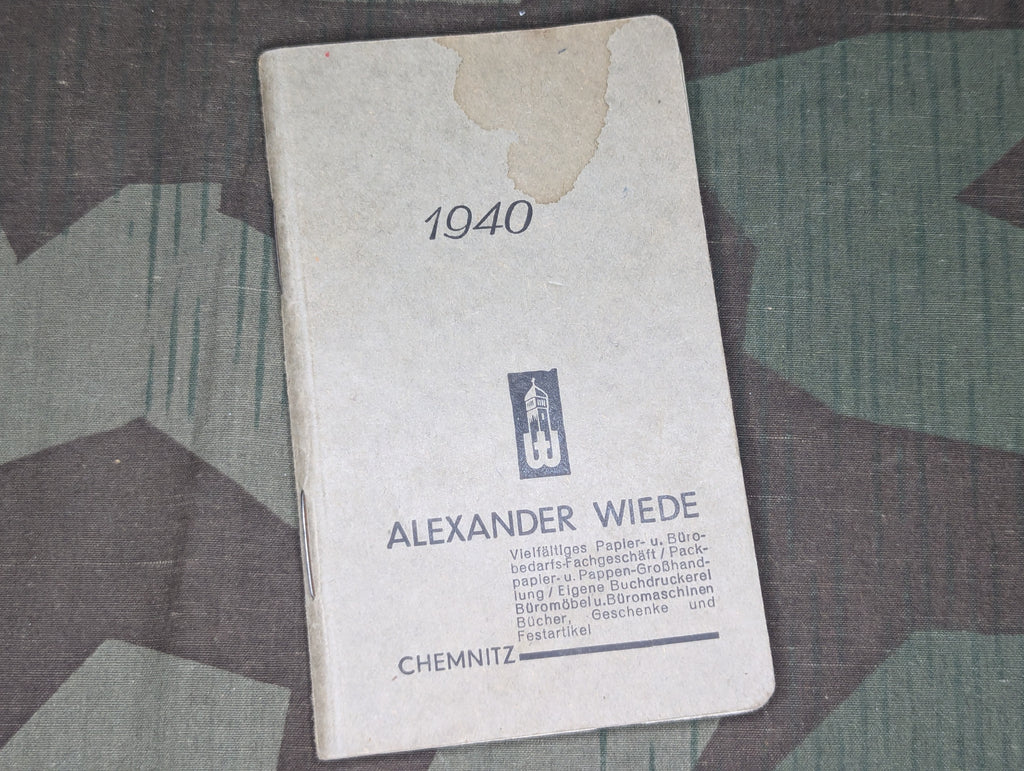 1940
ALEXANDER WIEDE
Vielfältiges Papier- u. Büro-
bedarfs-Fachgeschäft / Pack-
papier- u. Pappen-Großhand-
lung / Eigene Buchdruckerei
Büromöbel u. Büromaschinen
Bücher, Geschenke und
Festartikel
CHEMNITZ